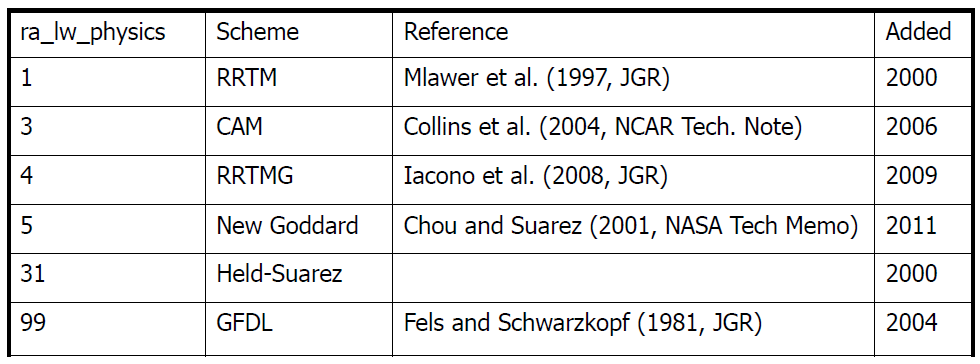 ra_lw_physics Scheme Reference Added
1 RRTM Mlawer et al. (1997, JGR) 2000
3 CAM Collins et al. (2004, NCAR Tech. Note) 2006
4 RRTMG Iacono et al. (2008, JGR) 2009
5 New Goddard Chou and Suarez (2001, NASA Tech Memo) 2011
31 Held-Suarez 2000
99 GFDL Fels and Schwarzkopf (1981, JGR) 2004